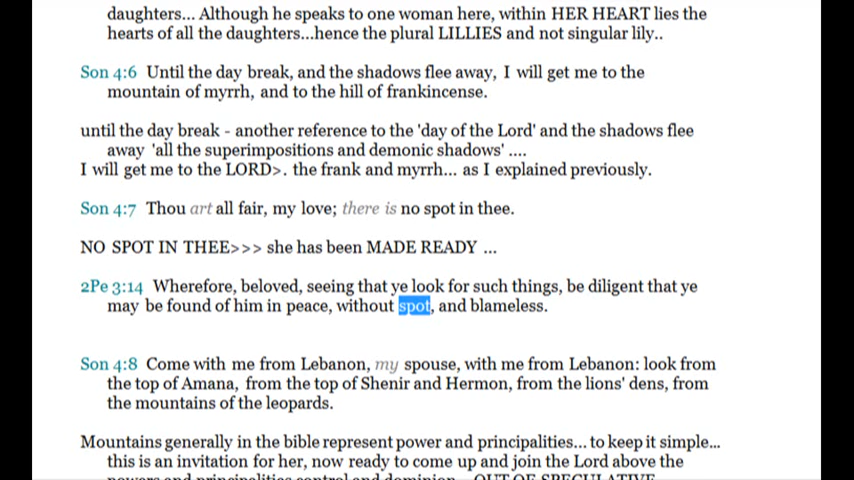 daughters... Although he speaks to one woman here, within HER HEART lies the
hearts of all the daughters...hence the plural LILLIES and not singular lily..
Son 4:6 Until the day break, and the shadows flee away, I will get me to the
mountain of myrrh, and to the hill of frankincense.
until the day break - another reference to the 'day of the Lord' and the shadows flee
away 'all the superimpositions and demonic shadows' ....
I will get me to the LORD>. the frank and myrrh... as I explained previously.
Son 4:7 Thou art all fair, my love; there is no spot in thee.
NO SPOT IN THEE>>> she has been MADE READY ...
2Pe 3:14 Wherefore, beloved, seeing that ye look for such things, be diligent that ye
may be found of him in peace, without spot, and blameless.
Son 4:8 Come with me from Lebanon, my spouse, with me from Lebanon: look from
the top of Amana, from the top of Shenir and Hermon, from the lions' dens, from
the mountains of the leopards.
Mountains generally in the bible represent power and principalities... to keep it simple...
this is an invitation for her, now ready to come up and join the Lord above the
powers and principalities control and dominion... OUT OF SPECULATIVE